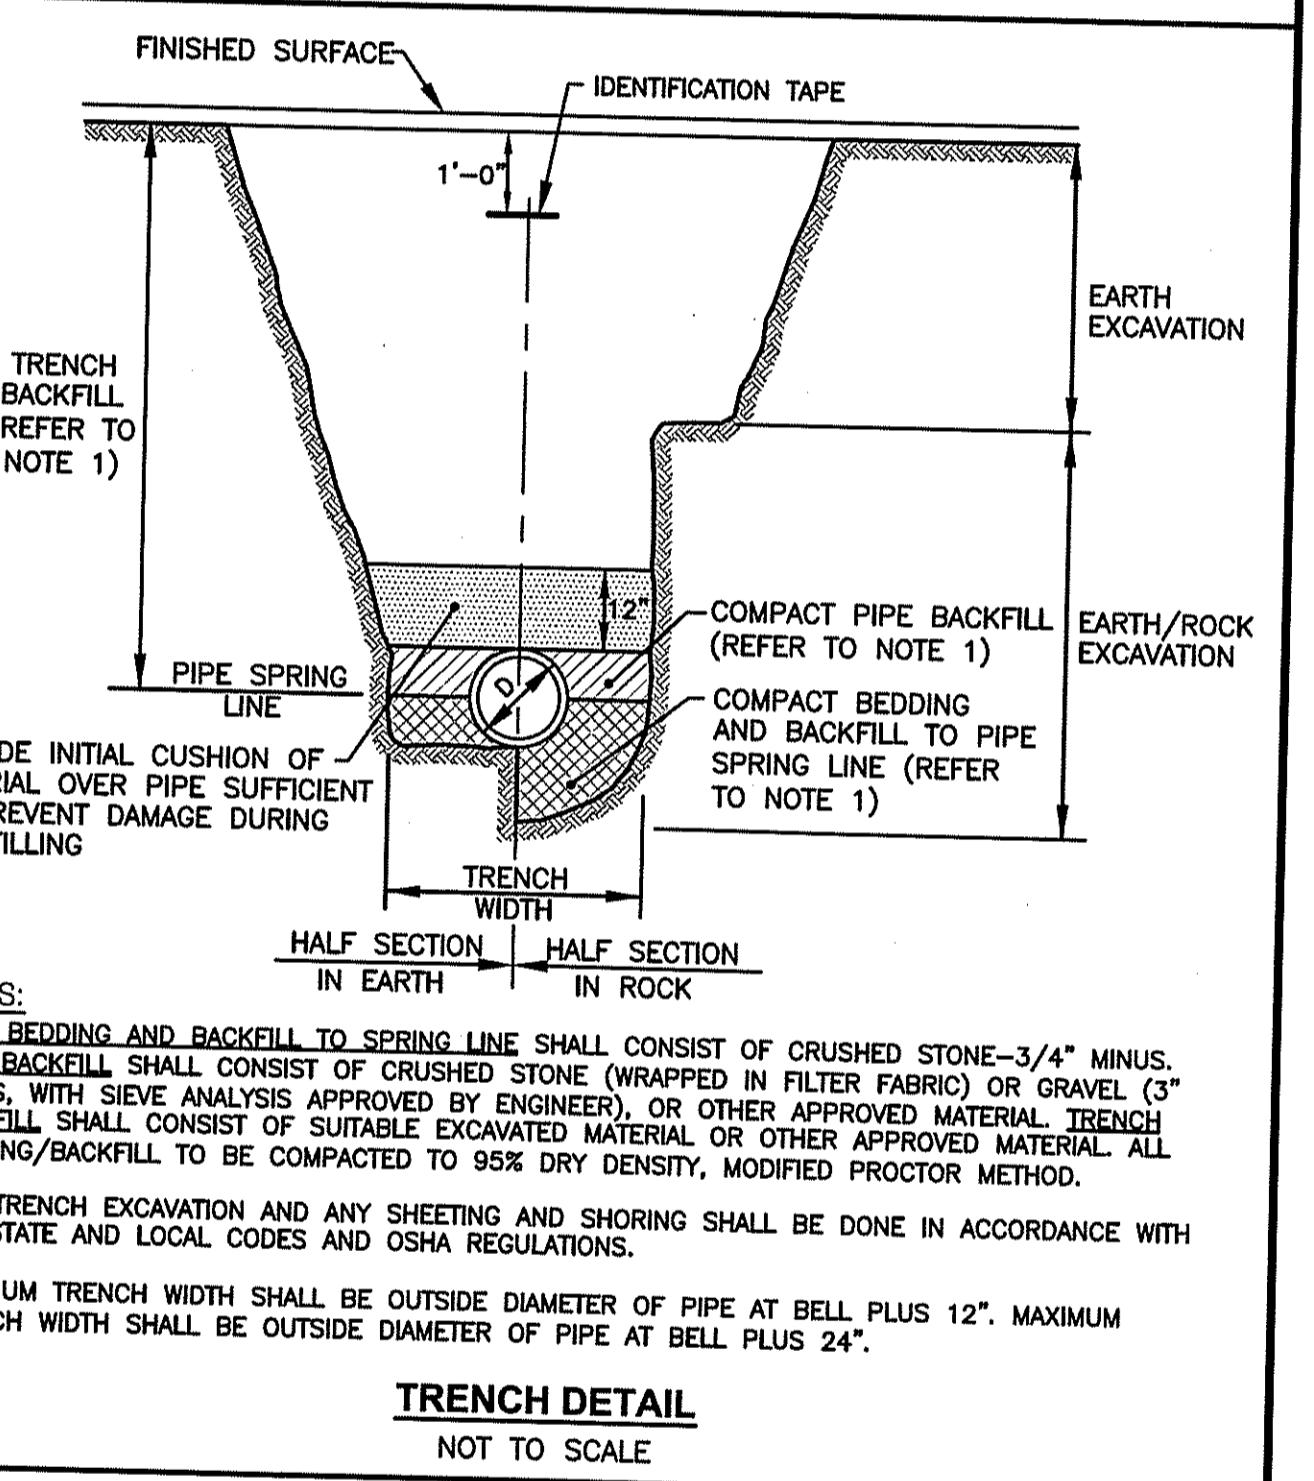 FINISHED SURFACE
IDENTIFICATION TAPE
1'-0"
EARTH
EXCAVATION
TRENCH
BACKFILL
REFER TO
NOTE 1)
12"
COMPACT PIPE BACKFILL
(REFER TO NOTE 1)
EARTH/ROCK
EXCAVATION
PIPE SPRING
LINE
D
COMPACT BEDDING
AND BACKFILL TO PIPE
SPRING LINE (REFER
TO NOTE 1)
DE INITIAL CUSHION OF
RIAL OVER PIPE SUFFICIENT
REVENT DAMAGE DURING
FILLING
TRENCH
WIDTH
HALF SECTION
IN EARTH
HALF SECTION
IN ROCK
S:
BEDDING AND BACKFILL TO SPRING LINE SHALL CONSIST OF CRUSHED STONE-3/4" MINUS.
BACKFILL SHALL CONSIST OF CRUSHED STONE (WRAPPED IN FILTER FABRIC) OR GRAVEL (3"
S, WITH SIEVE ANALYSIS APPROVED BY ENGINEER), OR OTHER APPROVED MATERIAL. TRENCH
FILL SHALL CONSIST OF SUITABLE EXCAVATED MATERIAL OR OTHER APPROVED MATERIAL. ALL
NG/BACKFILL TO BE COMPACTED TO 95% DRY DENSITY, MODIFIED PROCTOR METHOD.
TRENCH EXCAVATION AND ANY SHEETING AND SHORING SHALL BE DONE IN ACCORDANCE WITH
STATE AND LOCAL CODES AND OSHA REGULATIONS.
UM TRENCH WIDTH SHALL BE OUTSIDE DIAMETER OF PIPE AT BELL PLUS 12". MAXIMUM
CH WIDTH SHALL BE OUTSIDE DIAMETER OF PIPE AT BELL PLUS 24".
TRENCH DETAIL
NOT TO SCALE